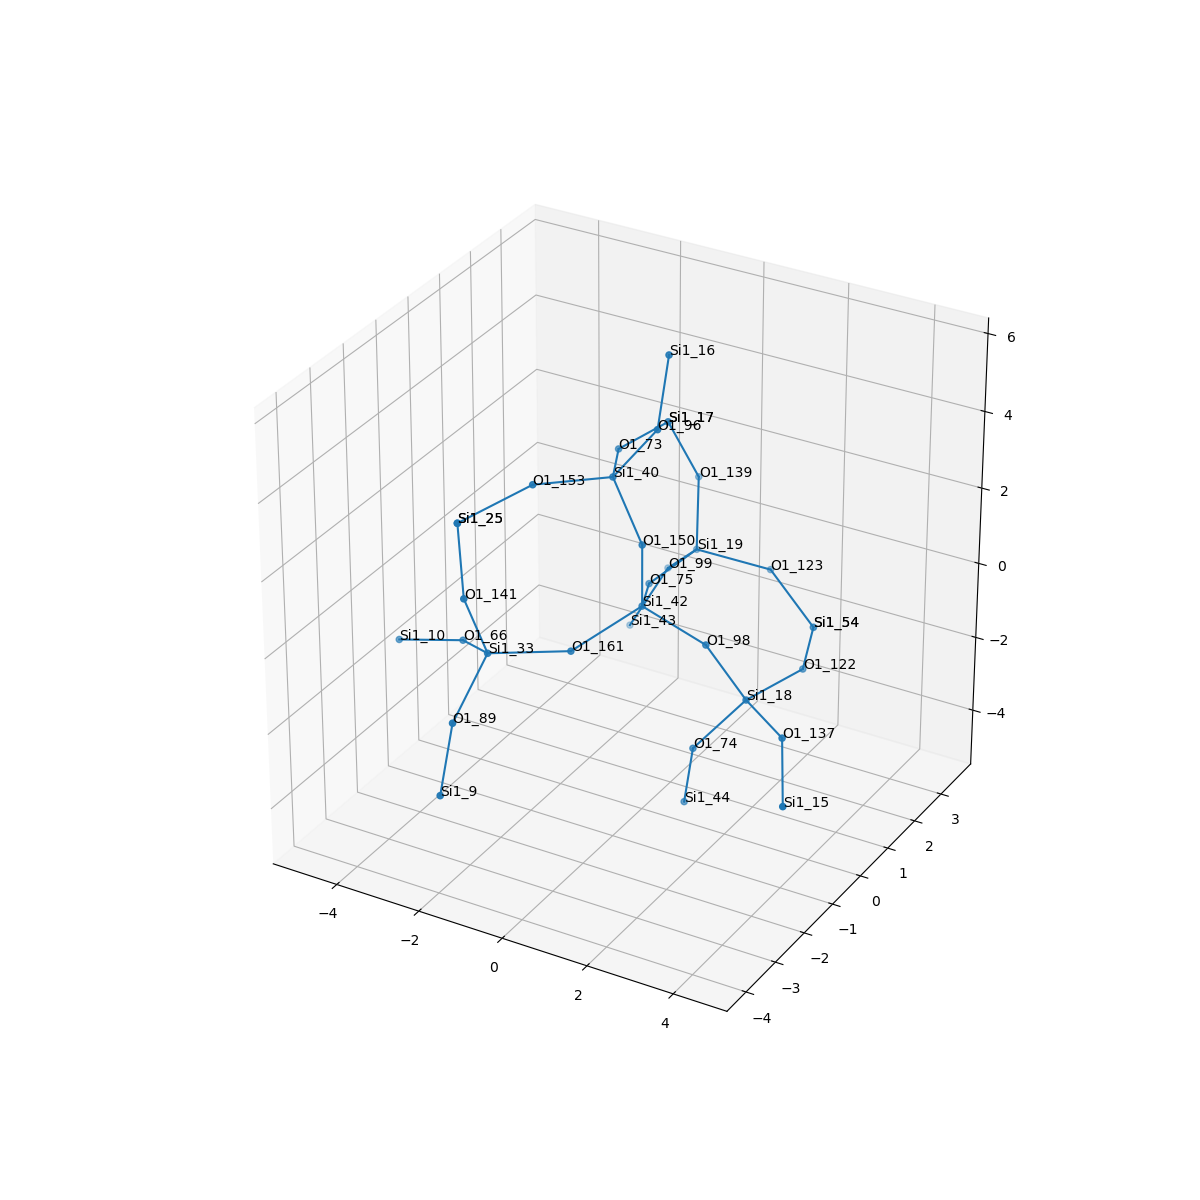 Si1_16
Si1_17
O1_96
O1_73
Si1_40
O1_139
O1_153
Si1_25
O1_150
Si1_19
O1_99
O1_123
O1_75
O1_141
Si1_42
Si1_43
Si1_54
Si1_10
O1_66
Si1_33
O1_161
O1_98
O1_122
Si1_18
O1_89
O1_137
O1_74
Si1_9
Si1_44
Si1_15
6
4
2
0
−2
−4
3
2
1
0
−1
−2
−3
−4
−4
−2
0
2
4